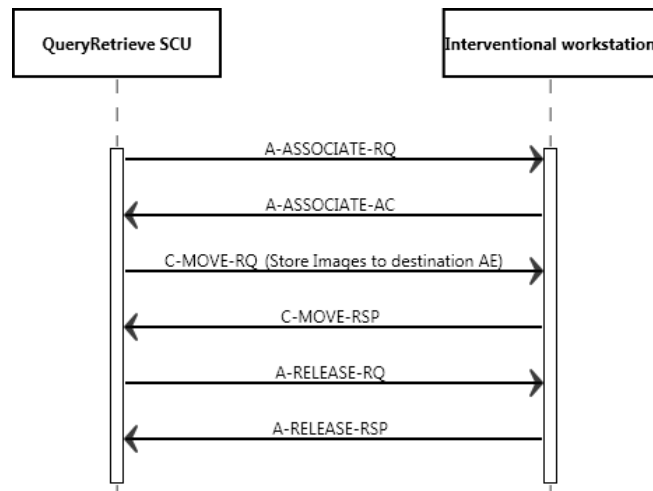 QueryRetrieve SCU
Interventional workstation
A-ASSOCIATE-RQ
A-ASSOCIATE-AC
C-MOVE-RQ (Store Images to destination AE)
C-MOVE-RSP
A-RELEASE-RQ
A-RELEASE-RSP